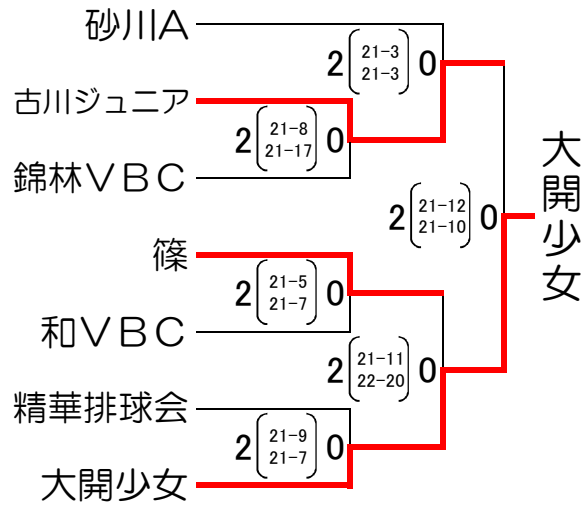 砂川A
2 21-3 0
21-3
古川ジュニア
2 21-8 0
21-17
錦林VBC
2 21-12 0
21-10
大開少女
篠
2 21-5 0
21-7
和VBC
2 21-11 0
22-20
精華排球会
2 21-9 0
21-7
大開少女